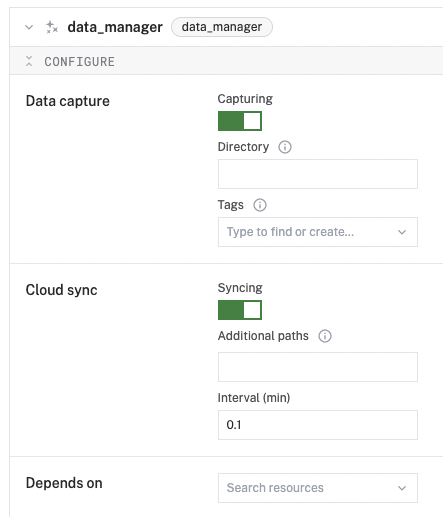 data_manager data_manager
CONFIGURE
Data capture
Capturing
Directory
Tags
Type to find or create...
Cloud sync
Syncing
Additional paths
Interval (min)
0.1
Depends on
Search resources